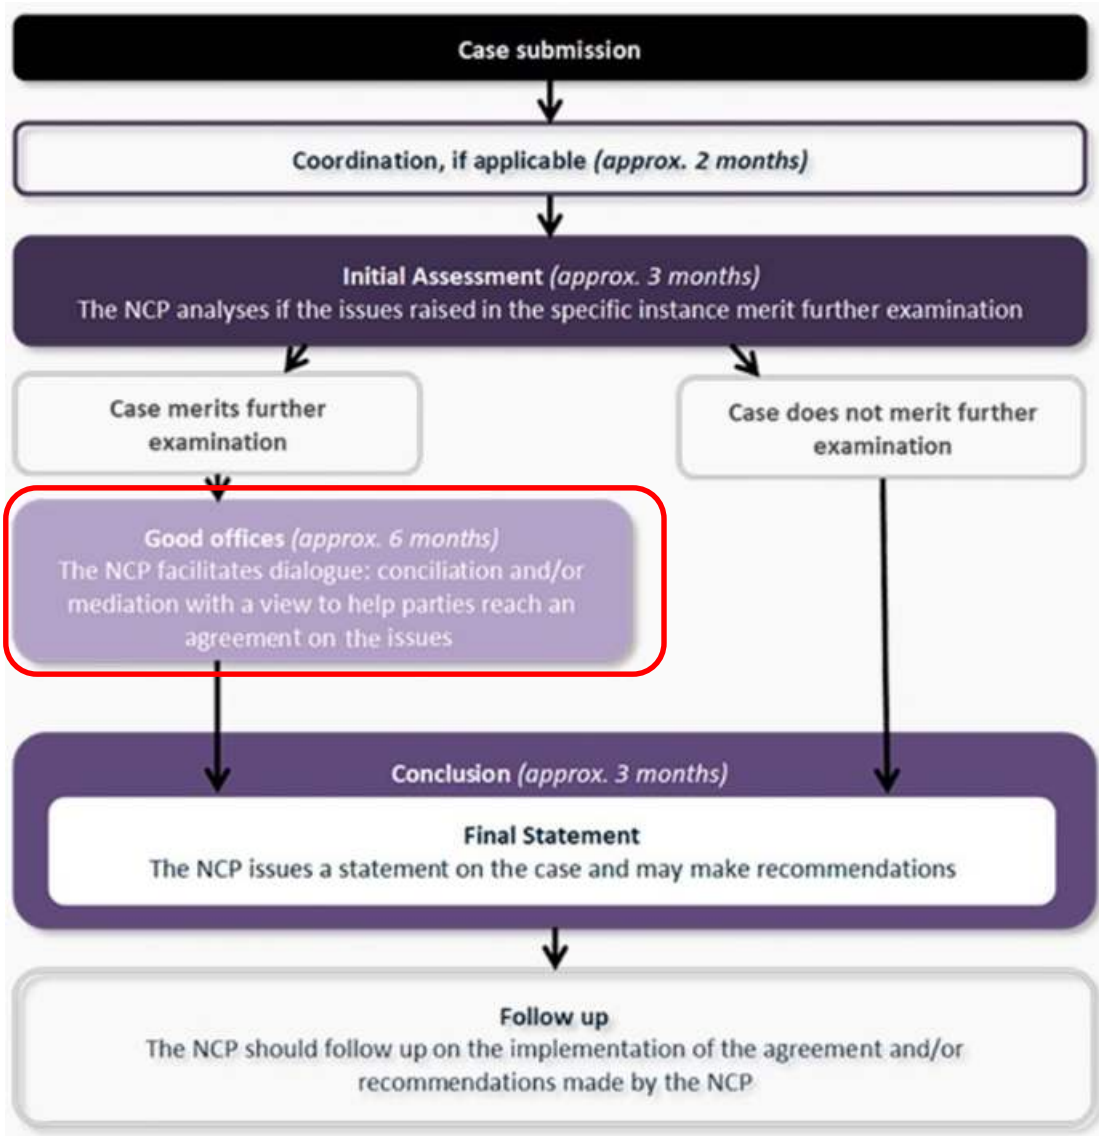 Case submission
Coordination, if applicable (approx. 2 months)
Initial Assessment (approx. 3 months)
The NCP analyses if the issues raised in the specific instance merit further examination
Case merits further
examination
Case does not merit further
examination
Good offices (approx. 6 months)
The NCP facilitates dialogue: conciliation and/or
mediation with a view to help parties reach an
agreement on the issues
Conclusion (approx. 3 months)
Final Statement
The NCP issues a statement on the case and may make recommendations
Follow up
The NCP should follow up on the implementation of the agreement and/or
recommendations made by the NCP